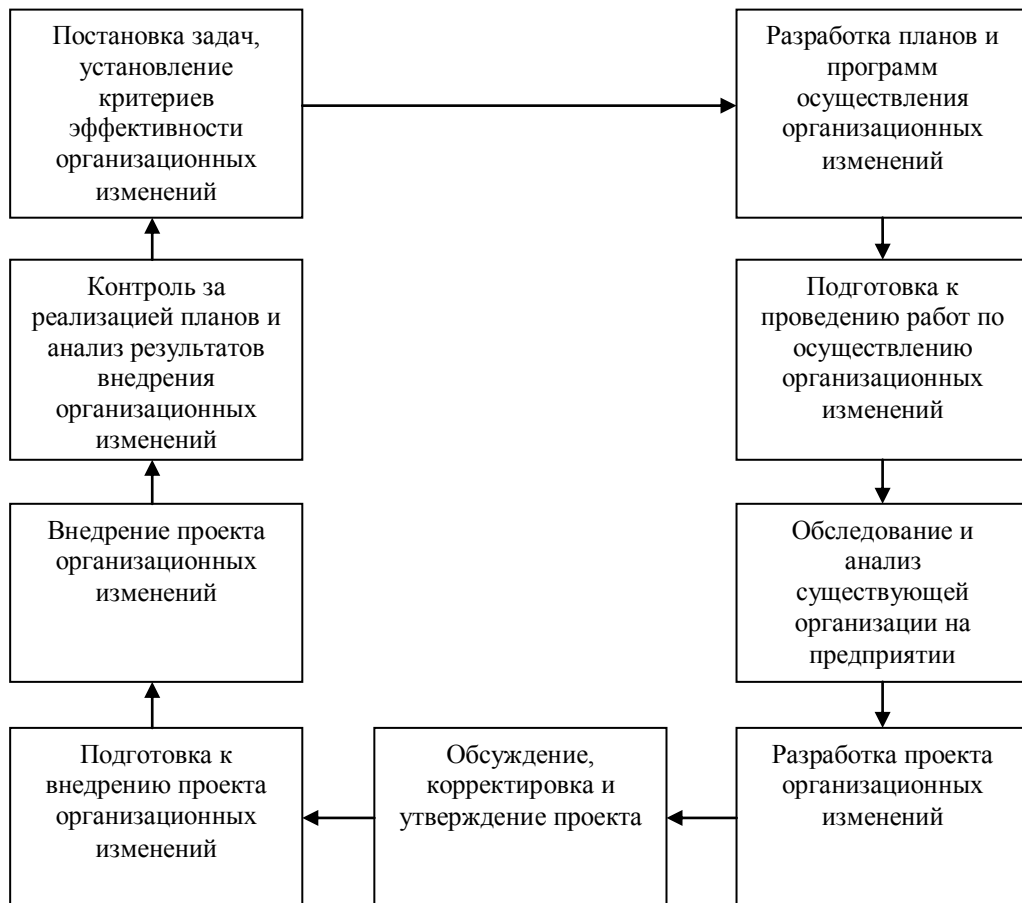 Постановка задач,
установление
критериев
эффективности
организационных
изменений
Разработка планов и
программ
осуществления
организационных
изменений
Подготовка к
проведению работ по
осуществлению
организационных
изменений
Обследование и
анализ
существующей
организации на
предприятии
Разработка проекта
организационных
изменений
Обсуждение,
корректировка и
утверждение проекта
Подготовка к
внедрению проекта
организационных
изменений
Внедрение проекта
организационных
изменений
Контроль за
реализацией планов и
анализ результатов
внедрения
организационных
изменений